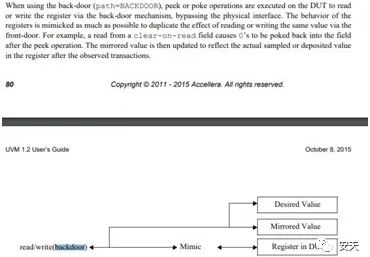 When using the back-door (path=BACKDOOR), peek or poke operations are executed on the DUT to read
or write the register via the back-door mechanism, bypassing the physical interface. The behavior of the
registers is mimicked as much as possible to duplicate the effect of reading or writing the same value via the
front-door. For example, a read from a clear-on-read field causes 0's to be poked back into the field
after the peek operation. The mirrored value is then updated to reflect the actual sampled or deposited value
in the register after the observed transactions.
80 Copyright © 2011 - 2015 Accellera. All rights reserved.
UVM 1.2 User's Guide October 8, 2015
Desired Value
Mirrored Value
read/write(backdoor) Mimic Register in DU
安天